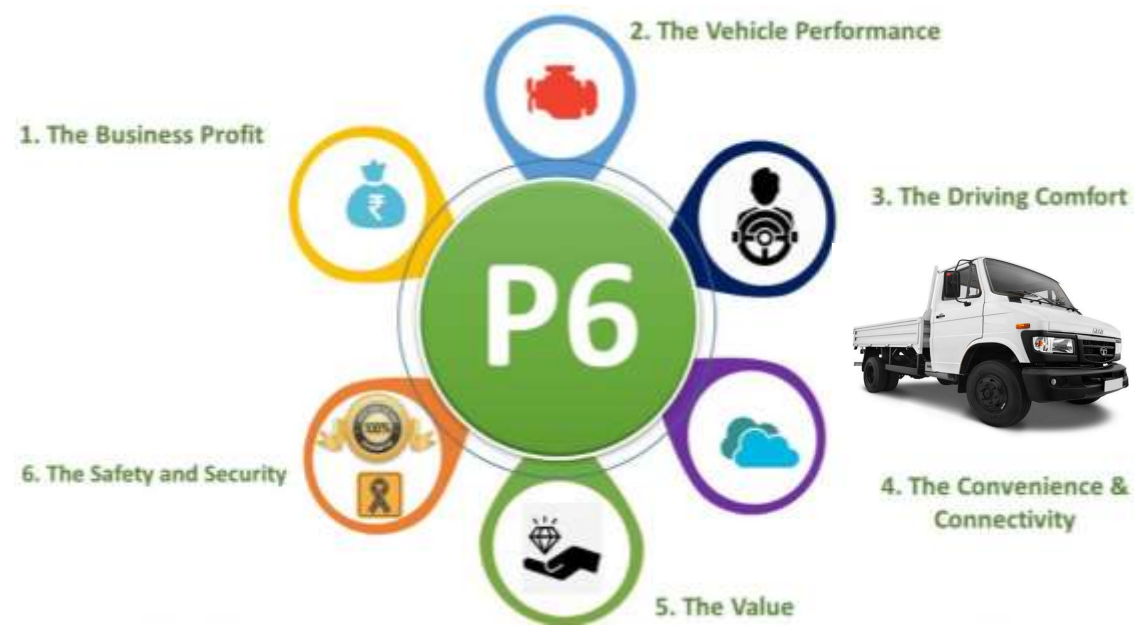 1. The Business Profit
2. The Vehicle Performance
3. The Driving Comfort
4. The Convenience &
Connectivity
5. The Value
6. The Safety and Security
P6
₹
100%